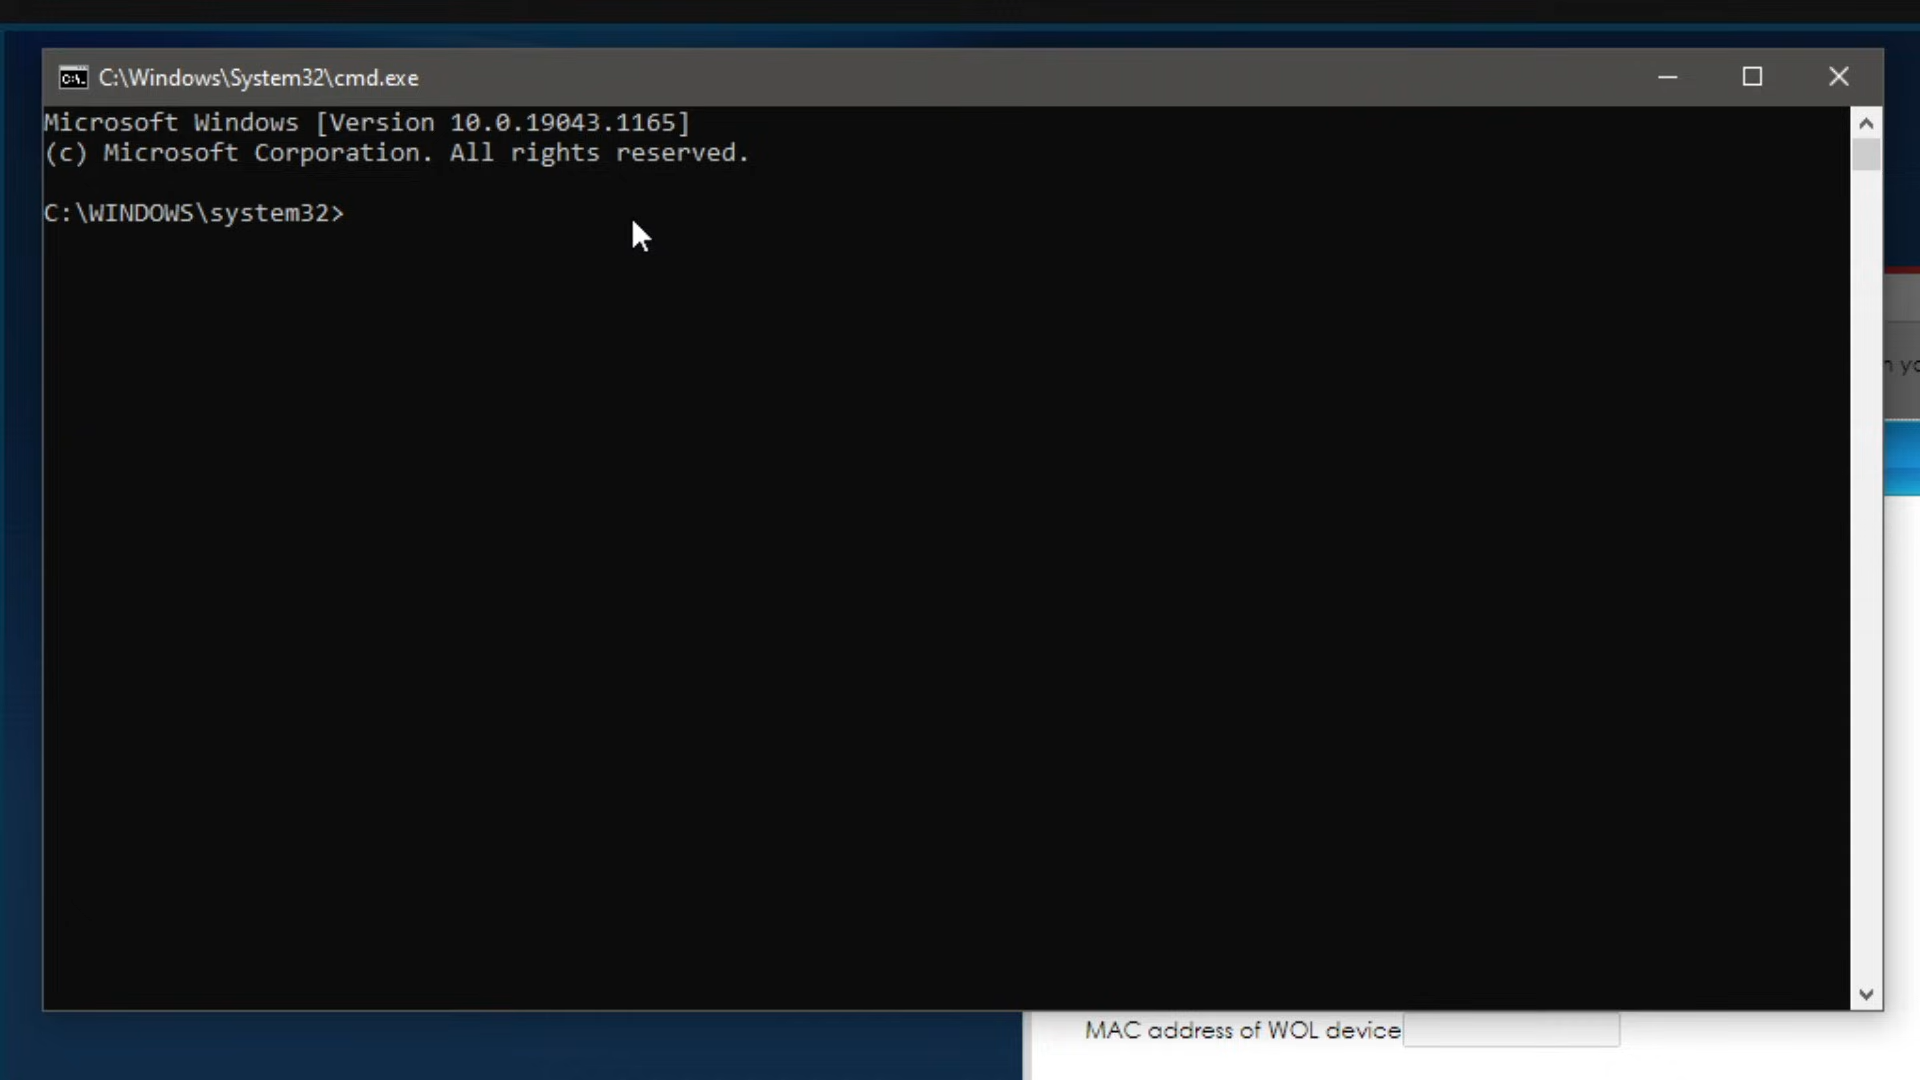 C:\Windows\System32\cmd.exe
Microsoft Windows [Version 10.0.19043.1165]
(c) Microsoft Corporation. All rights reserved.
C:\WINDOWS\system32>
MAC address of WOL device